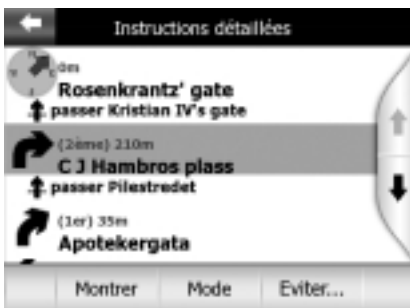 Instructions détaillées
0m
Rosenkrantz' gate
passer Kristian IV's gate
(2ème) 210m
C J Hambros plass
passer Pilestredet
(1er) 35m
Apotekergata
Montrer Mode Eviter...